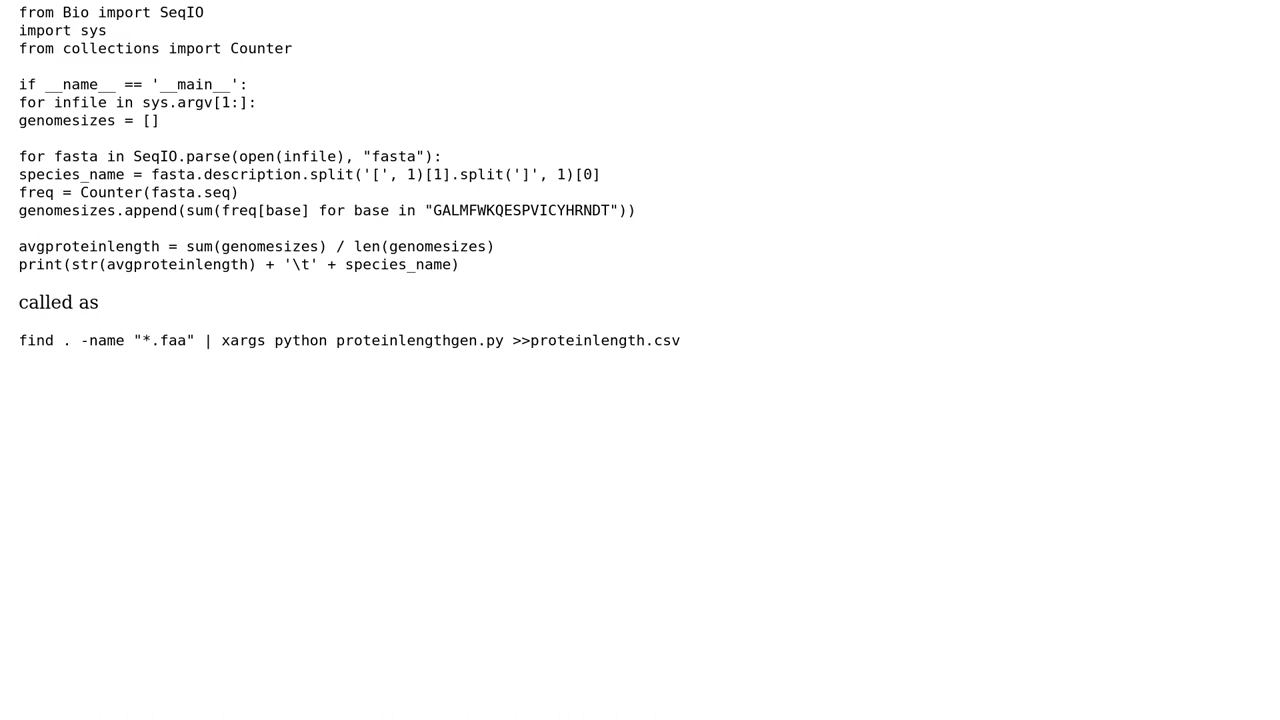 from Bio import SeqIO
import sys
from collections import Counter
if __name__ == '__main__':
for infile in sys.argv[1:]:
genomesizes = []
for fasta in SeqIO.parse(open(infile), "fasta"):
species_name = fasta.description.split('[', 1)[1].split(']', 1)[0]
freq = Counter(fasta.seq)
genomesizes.append(sum(freq[base] for base in "GALMFWKQESPVICYHRNDT"))
avgproteinlength = sum(genomesizes) / len(genomesizes)
print(str(avgproteinlength) + '\t' + species_name)
called as
find . -name "*.faa" | xargs python proteinlengthgen.py >>proteinlength.csv